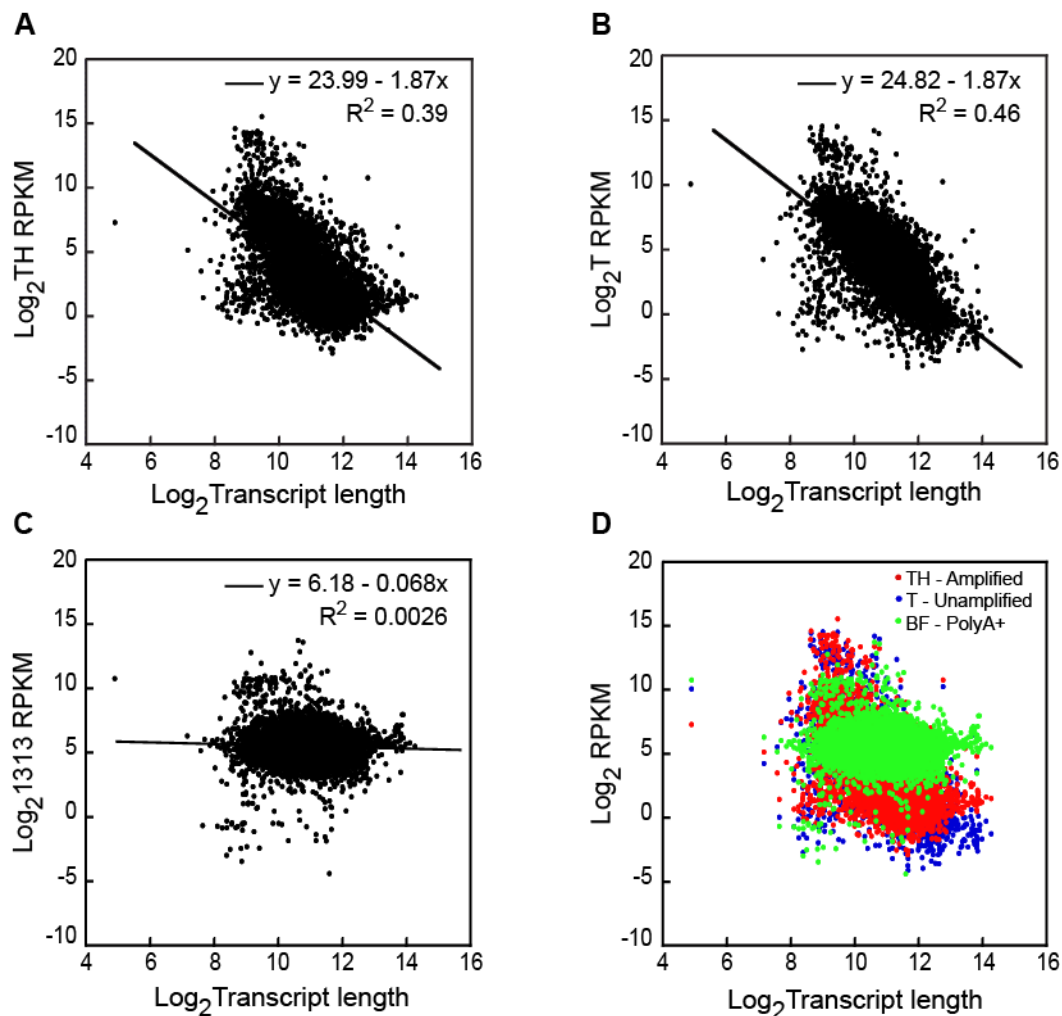 A
y = 23.99 - 1.87x
R² = 0.39
Log₂TH RPKM
20
15
10
5
0
-5
-10
4 6 8 10 12 14 16
Log₂Transcript length
B
y = 24.82 - 1.87x
R² = 0.46
Log₂T RPKM
20
15
10
5
0
-5
-10
4 6 8 10 12 14 16
Log₂Transcript length
C
y = 6.18 - 0.068x
R² = 0.0026
Log₂1313 RPKM
20
15
10
5
0
-5
-10
4 6 8 10 12 14 16
Log₂Transcript length
D
TH - Amplified
T - Unamplified
BF - PolyA+
Log₂ RPKM
20
15
10
5
0
-5
-10
4 6 8 10 12 14 16
Log₂Transcript length